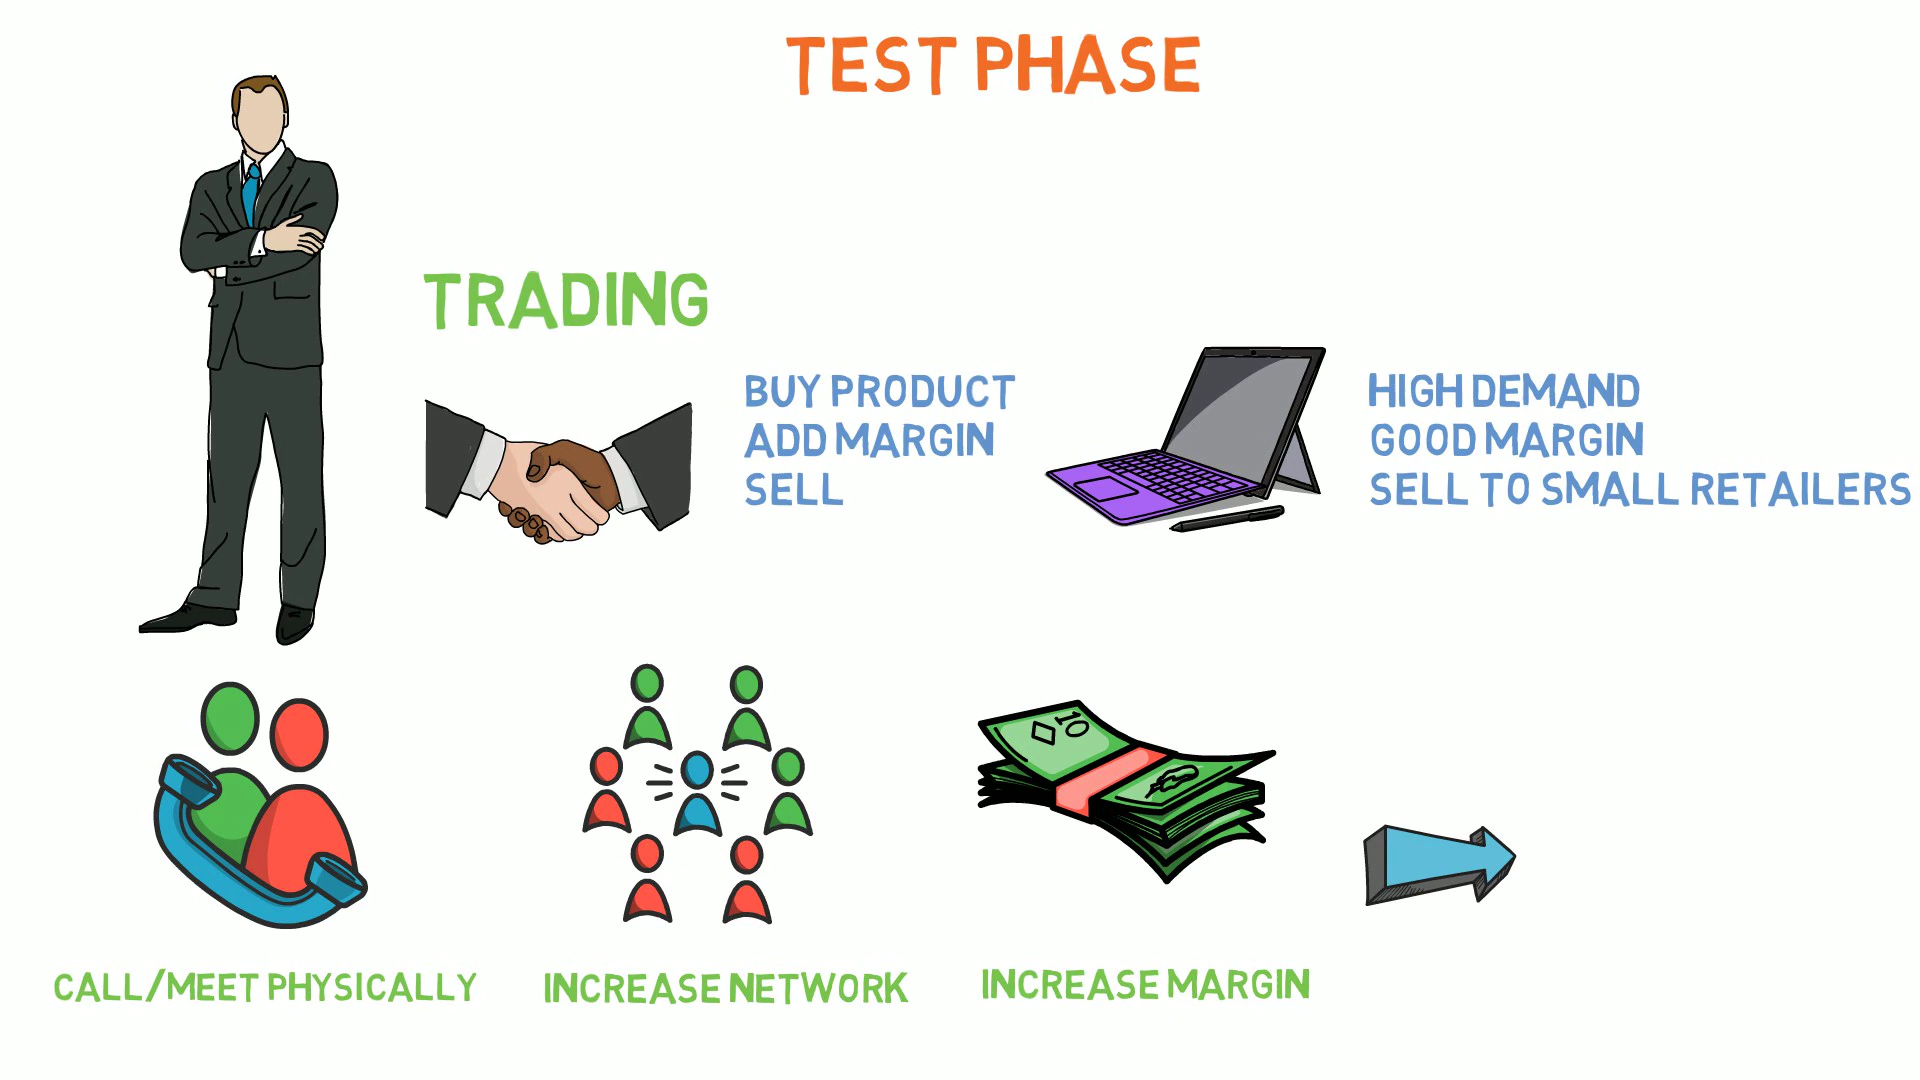 TEST PHASE
TRADING
BUY PRODUCT
ADD MARGIN
SELL
HIGH DEMAND
GOOD MARGIN
SELL TO SMALL RETAILERS
10
CALL/MEET PHYSICALLY
INCREASE NETWORK
INCREASE MARGIN